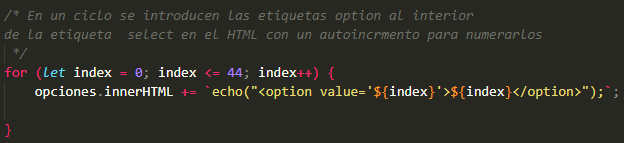 /* En un ciclo se introducen las etiquetas option al interior
de la etiqueta  select en el HTML con un autoincrmento para numerarlos
 */
for (let index = 0; index <= 44; index++) {
    opciones.innerHTML += `echo("<option value='${index}'>${index}</option>");`;
}